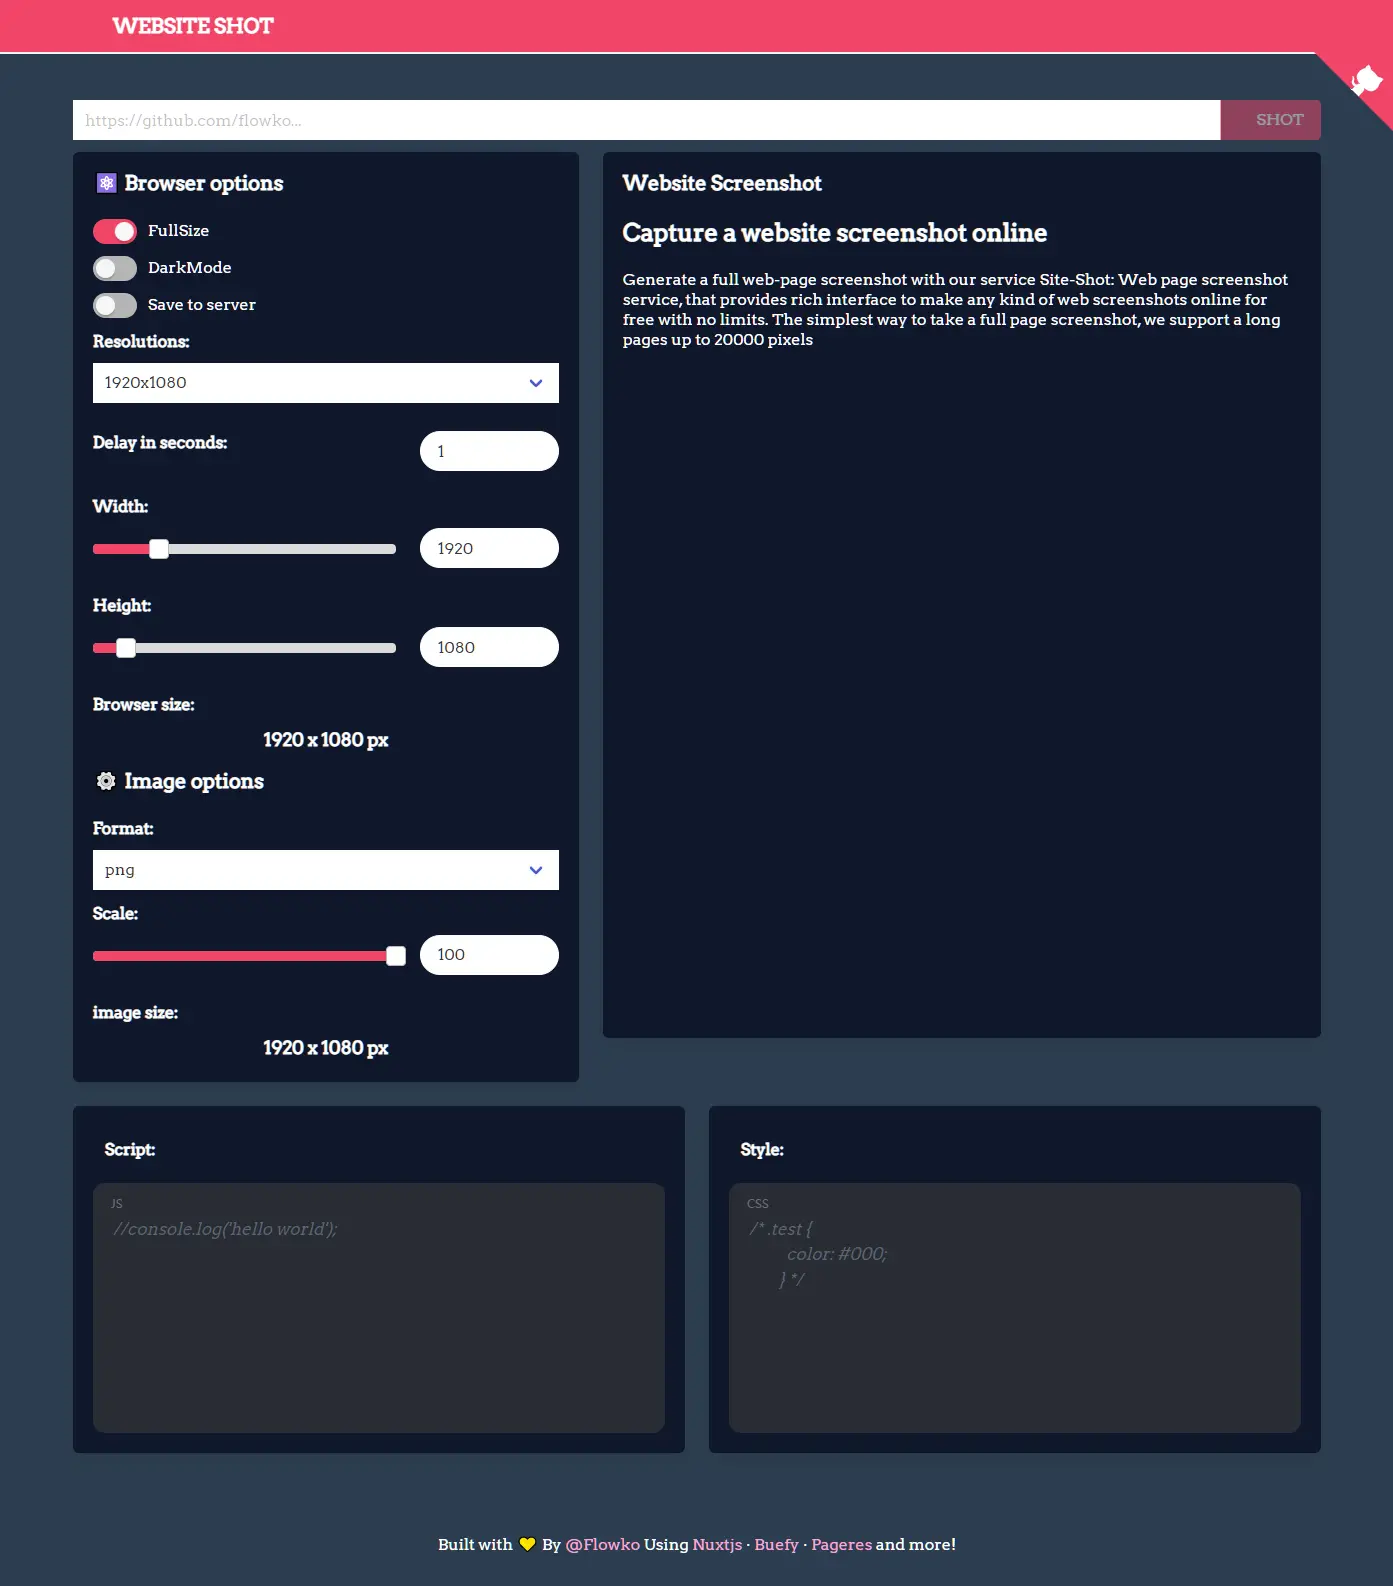 WEBSITE SHOT
https://github.com/flowko...
SHOT
Browser options
FullSize
DarkMode
Save to server
Resolutions:
1920x1080
Delay in seconds:
1
Width:
1920
Height:
1080
Browser size:
1920 x 1080 px
Image options
Format:
png
Scale:
100
image size:
1920 x 1080 px
Website Screenshot
Capture a website screenshot online
Generate a full web-page screenshot with our service Site-Shot: Web page screenshot
service, that provides rich interface to make any kind of web screenshots online for
free with no limits. The simplest way to take a full page screenshot, we support a long
pages up to 20000 pixels
Script:
JS
//console.log('hello world');
Style:
CSS
/* .test {
color: #000;
} */
Built with 💛 By @Flowko Using Nuxtjs · Buefy · Pageres and more!